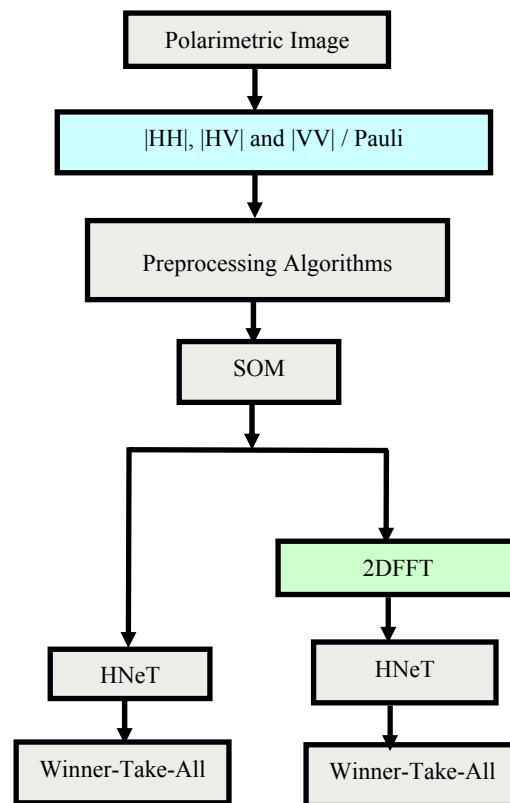 Polarimetric Image
|HH|, |HV| and |VV| / Pauli
Preprocessing Algorithms
SOM
2DFFT
HNeT
HNeT
Winner-Take-All
Winner-Take-All